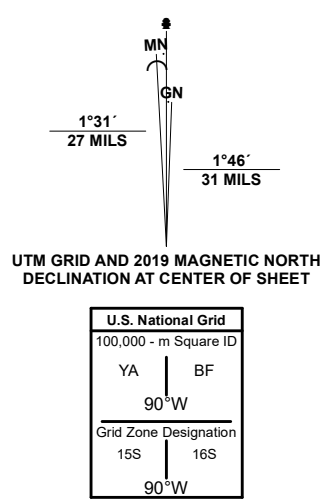 MN
GN
1°31´
27 MILS
1°46´
31 MILS
UTM GRID AND 2019 MAGNETIC NORTH
DECLINATION AT CENTER OF SHEET
U.S. National Grid
100,000 - m Square ID
YA BF
90°W
Grid Zone Designation
15S 16S
90°W